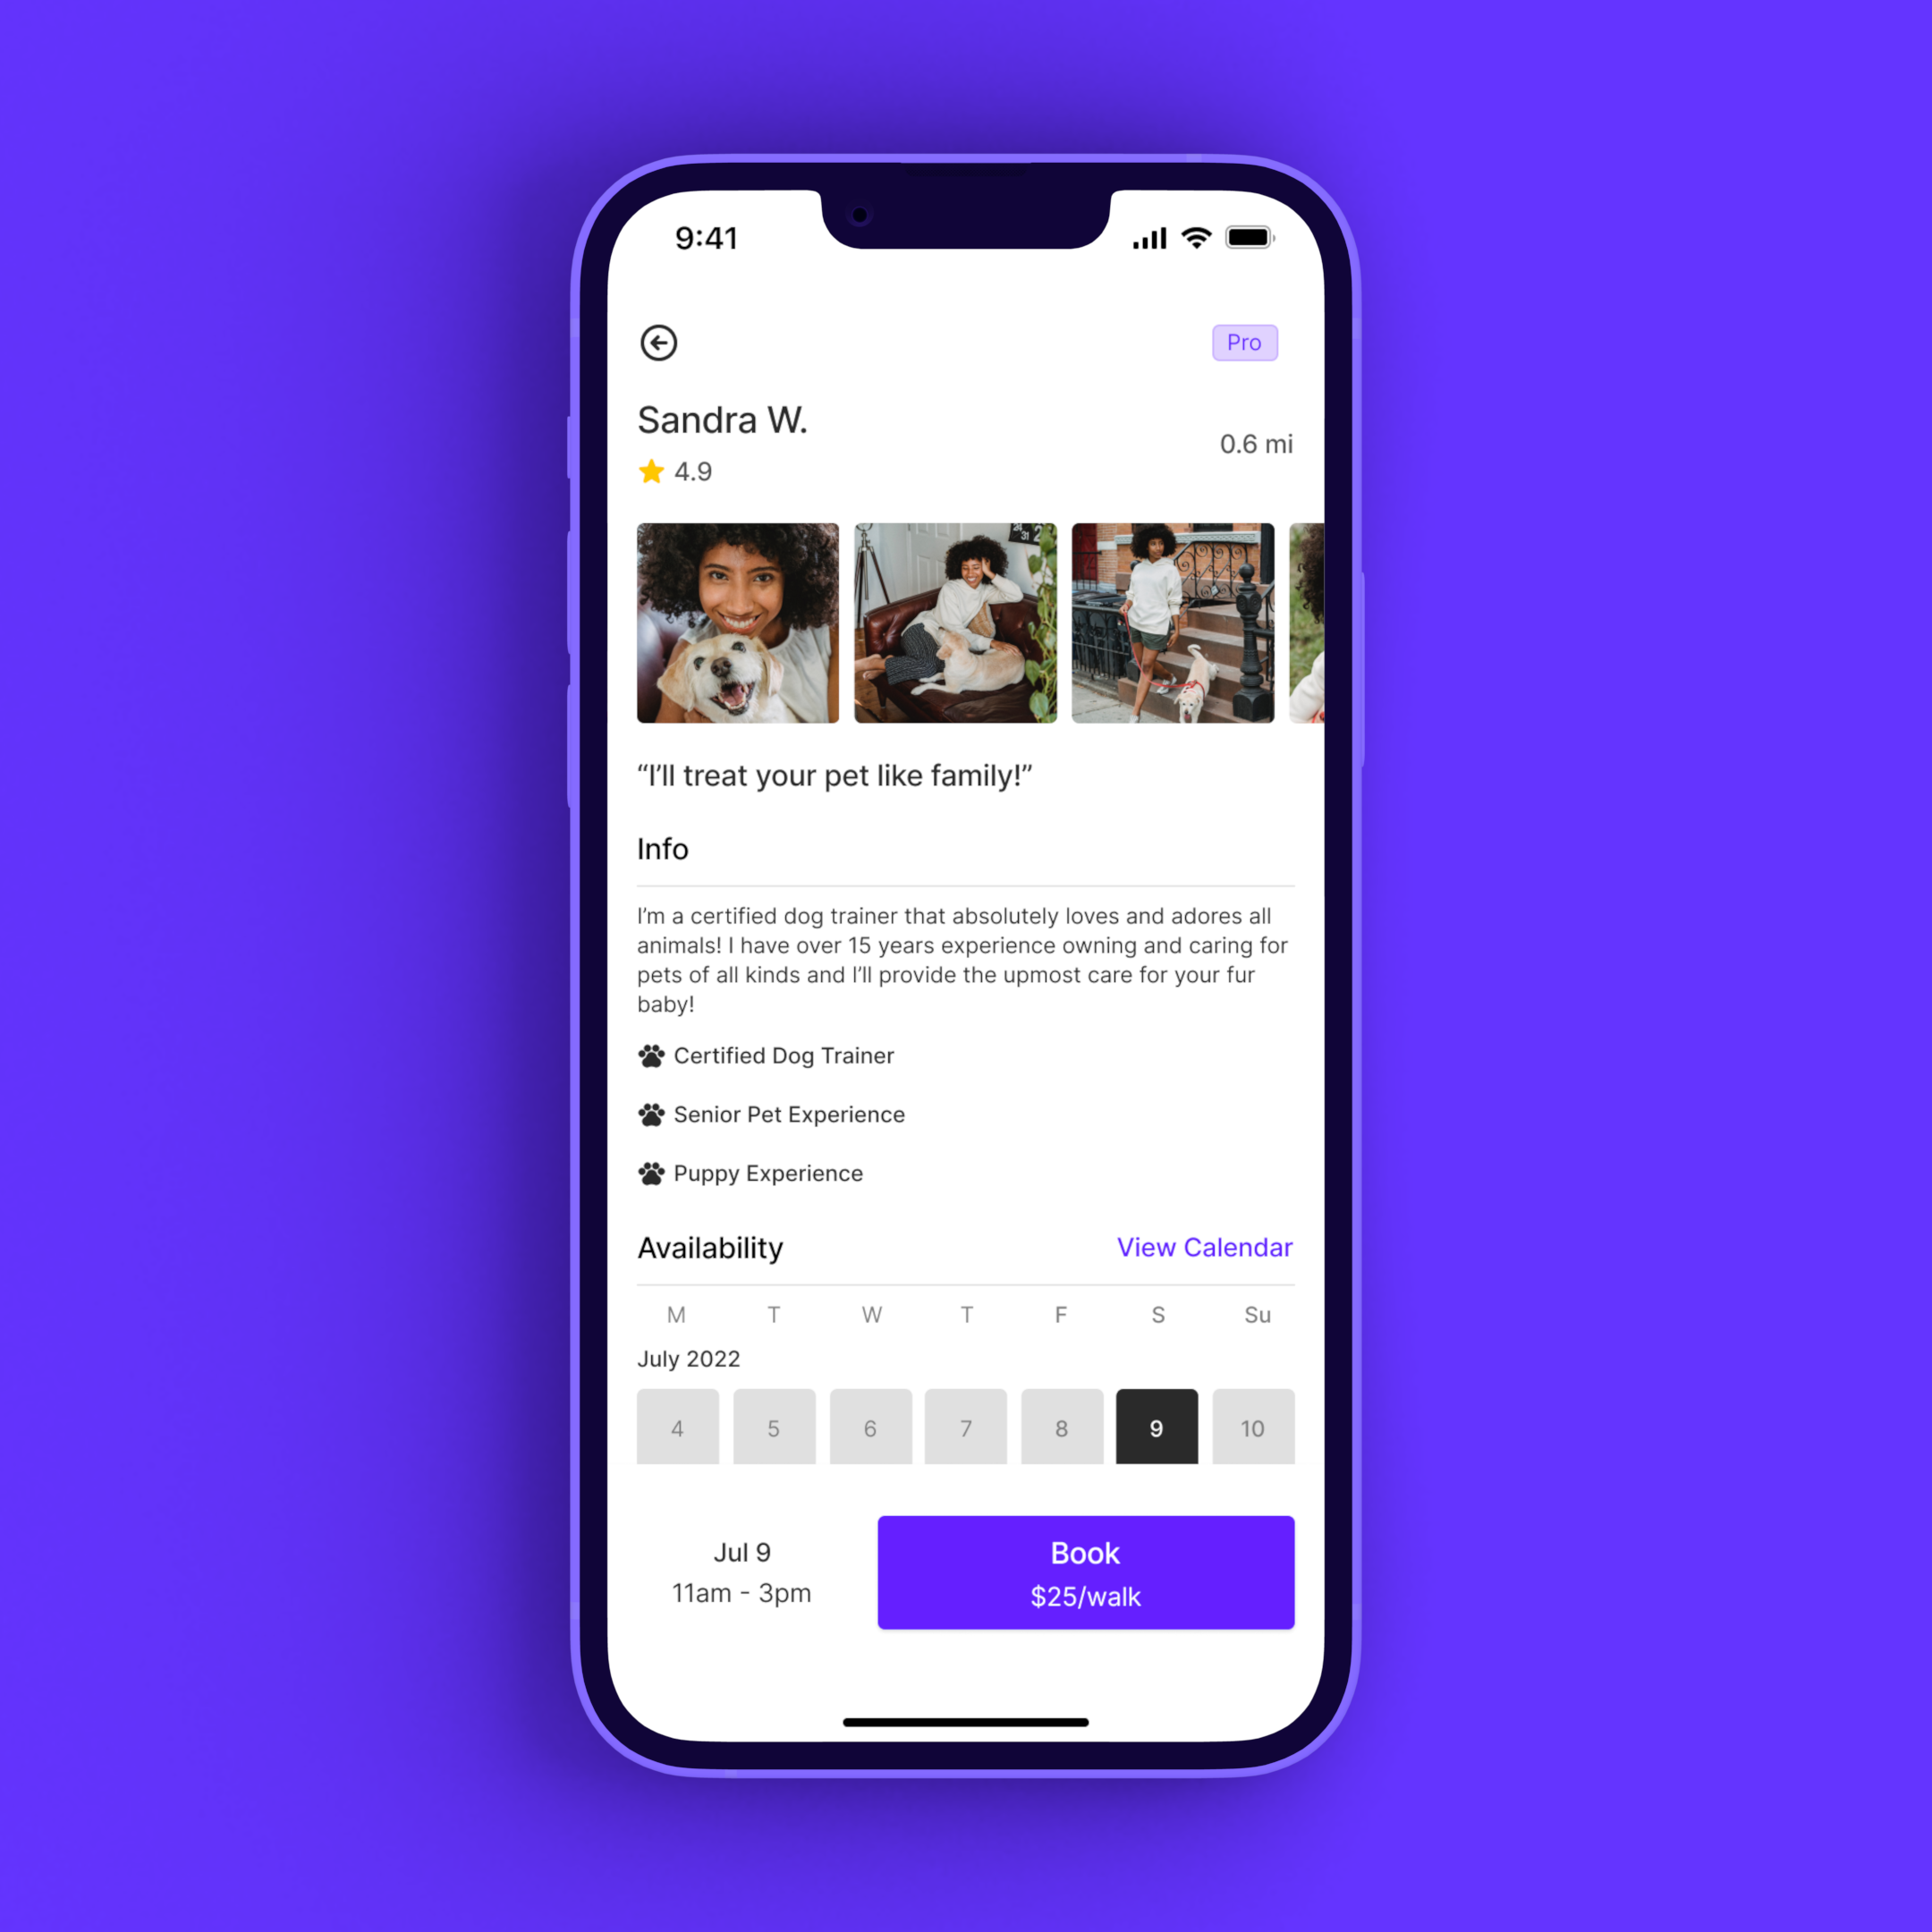 9:41
Pro
Sandra W.
0.6 mi
4.9
31
“I’ll treat your pet like family!”
Info
I’m a certified dog trainer that absolutely loves and adores all
animals! I have over 15 years experience owning and caring for
pets of all kinds and I’ll provide the upmost care for your fur
baby!
Certified Dog Trainer
Senior Pet Experience
Puppy Experience
Availability View Calendar
M T W T F S Su
July 2022
4 5 6 7 8 9 10
Jul 9
11am - 3pm
Book
$25/walk